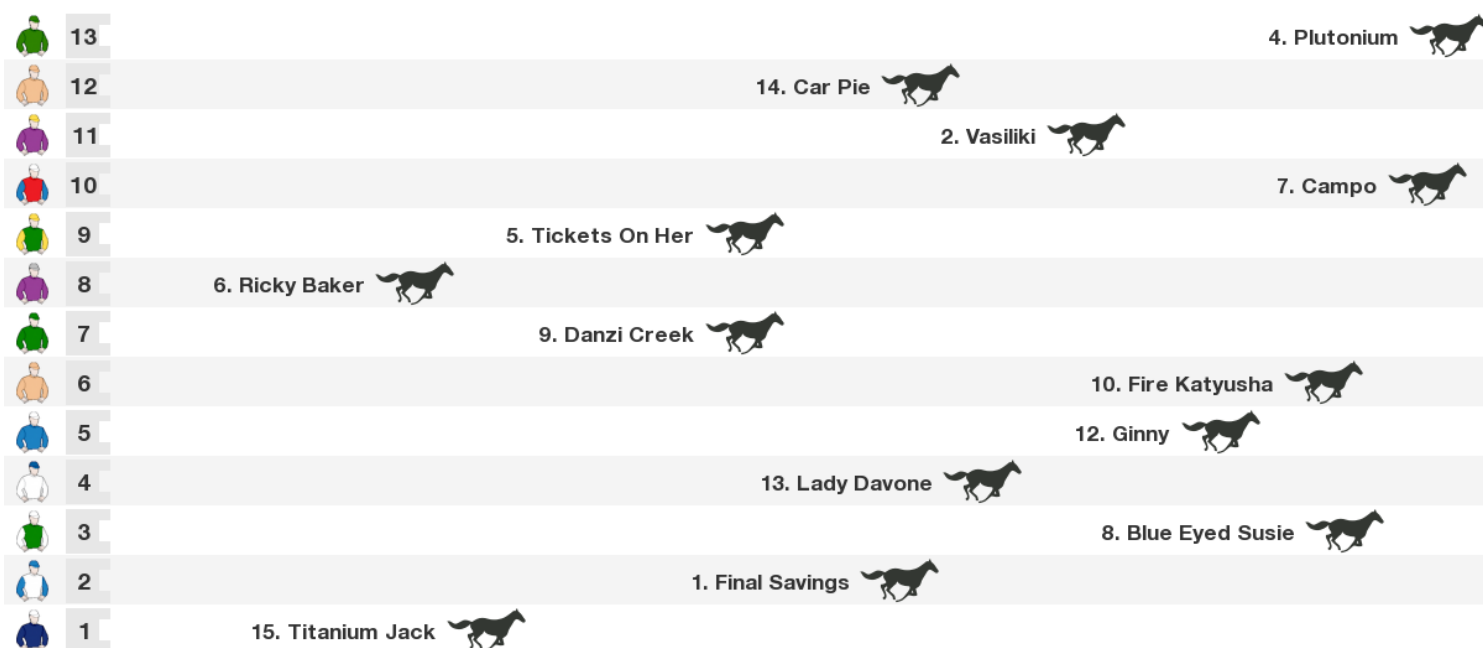 13 4. Plutonium
12 14. Car Pie
11 2. Vasiliki
10 7. Campo
9 5. Tickets On Her
8 6. Ricky Baker
7 9. Danzi Creek
6 10. Fire Katyusha
5 12. Ginny
4 13. Lady Davone
3 8. Blue Eyed Susie
2 1. Final Savings
1 15. Titanium Jack